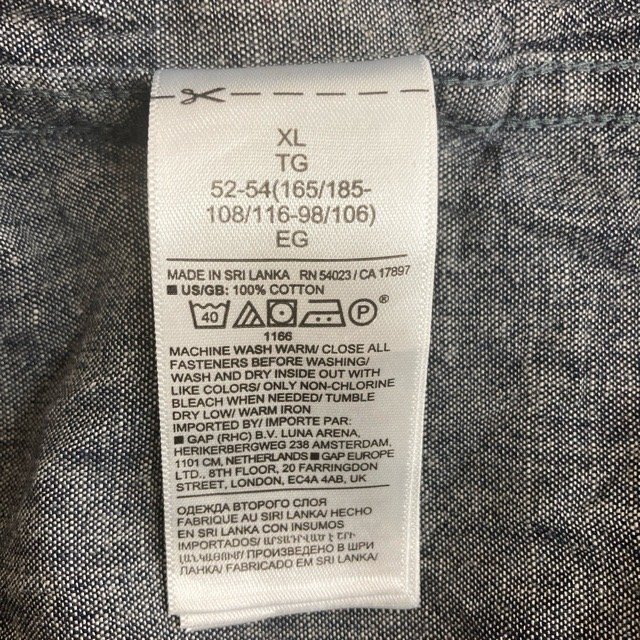 XL
TG
52-54(165/185-
108/116-98/106)
EG
MADE IN SRI LANKA RN 54023 / CA 17897
■ US/GB: 100% COTTON
40 P ®
1166
MACHINE WASH WARM/ CLOSE ALL
FASTENERS BEFORE WASHING/
WASH AND DRY INSIDE OUT WITH
LIKE COLORS/ ONLY NON-CHLORINE
BLEACH WHEN NEEDED/ TUMBLE
DRY LOW/ WARM IRON
IMPORTED BY/ IMPORTE PAR:
■ GAP (RHC) B.V. LUNA ARENA,
HERIKERBERGWEG 238 AMSTERDAM,
1101 CM, NETHERLANDS ■ GAP EUROPE
LTD., 8TH FLOOR, 20 FARRINGDON
STREET, LONDON, EC4A 4AB, UK
ОДЕЖДА ВТОРОГО СЛОЯ
FABRIQUE AU SRI LANKA/ HECHO
EN SRI LANKA CON INSUMOS
IMPORTADOS/ ԱՐՏԱԴՐՎԱԾ Է ՇՐԻ
ԼԱՆԿԱՅՈՒՄ/ ПРОИЗВЕДЕНО В ШРИ
ЛАНКА/ FABRICADO EN SRI LANKA/